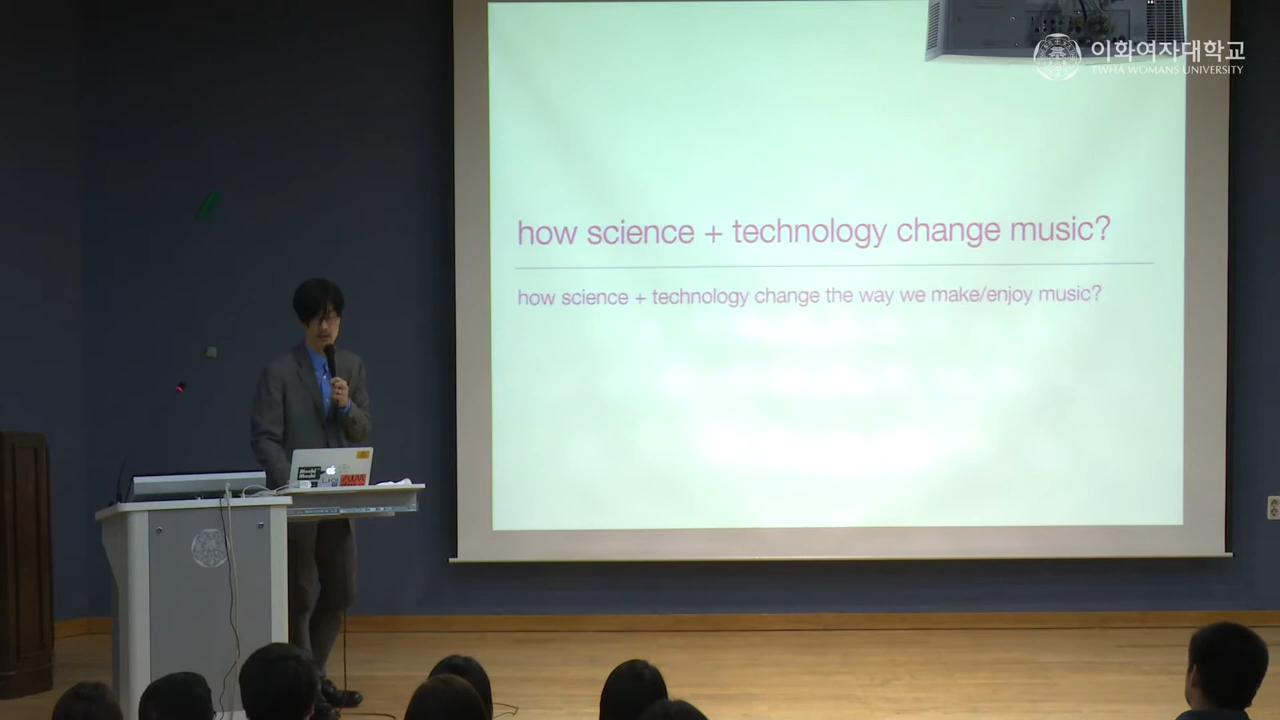 이화여자대학교
EWHA WOMANS UNIVERSITY
how science + technology change music?
how science + technology change the way we make/enjoy music?